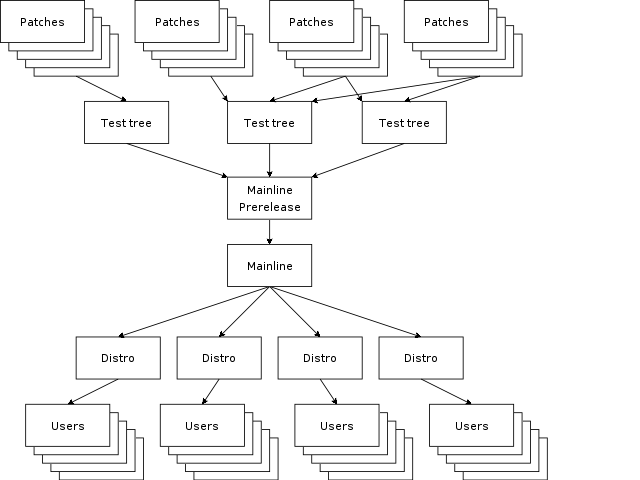 Patches
Patches
Patches
Patches
Test tree
Test tree
Test tree
Mainline
Prerelease
Mainline
Distro
Distro
Distro
Distro
Users
Users
Users
Users